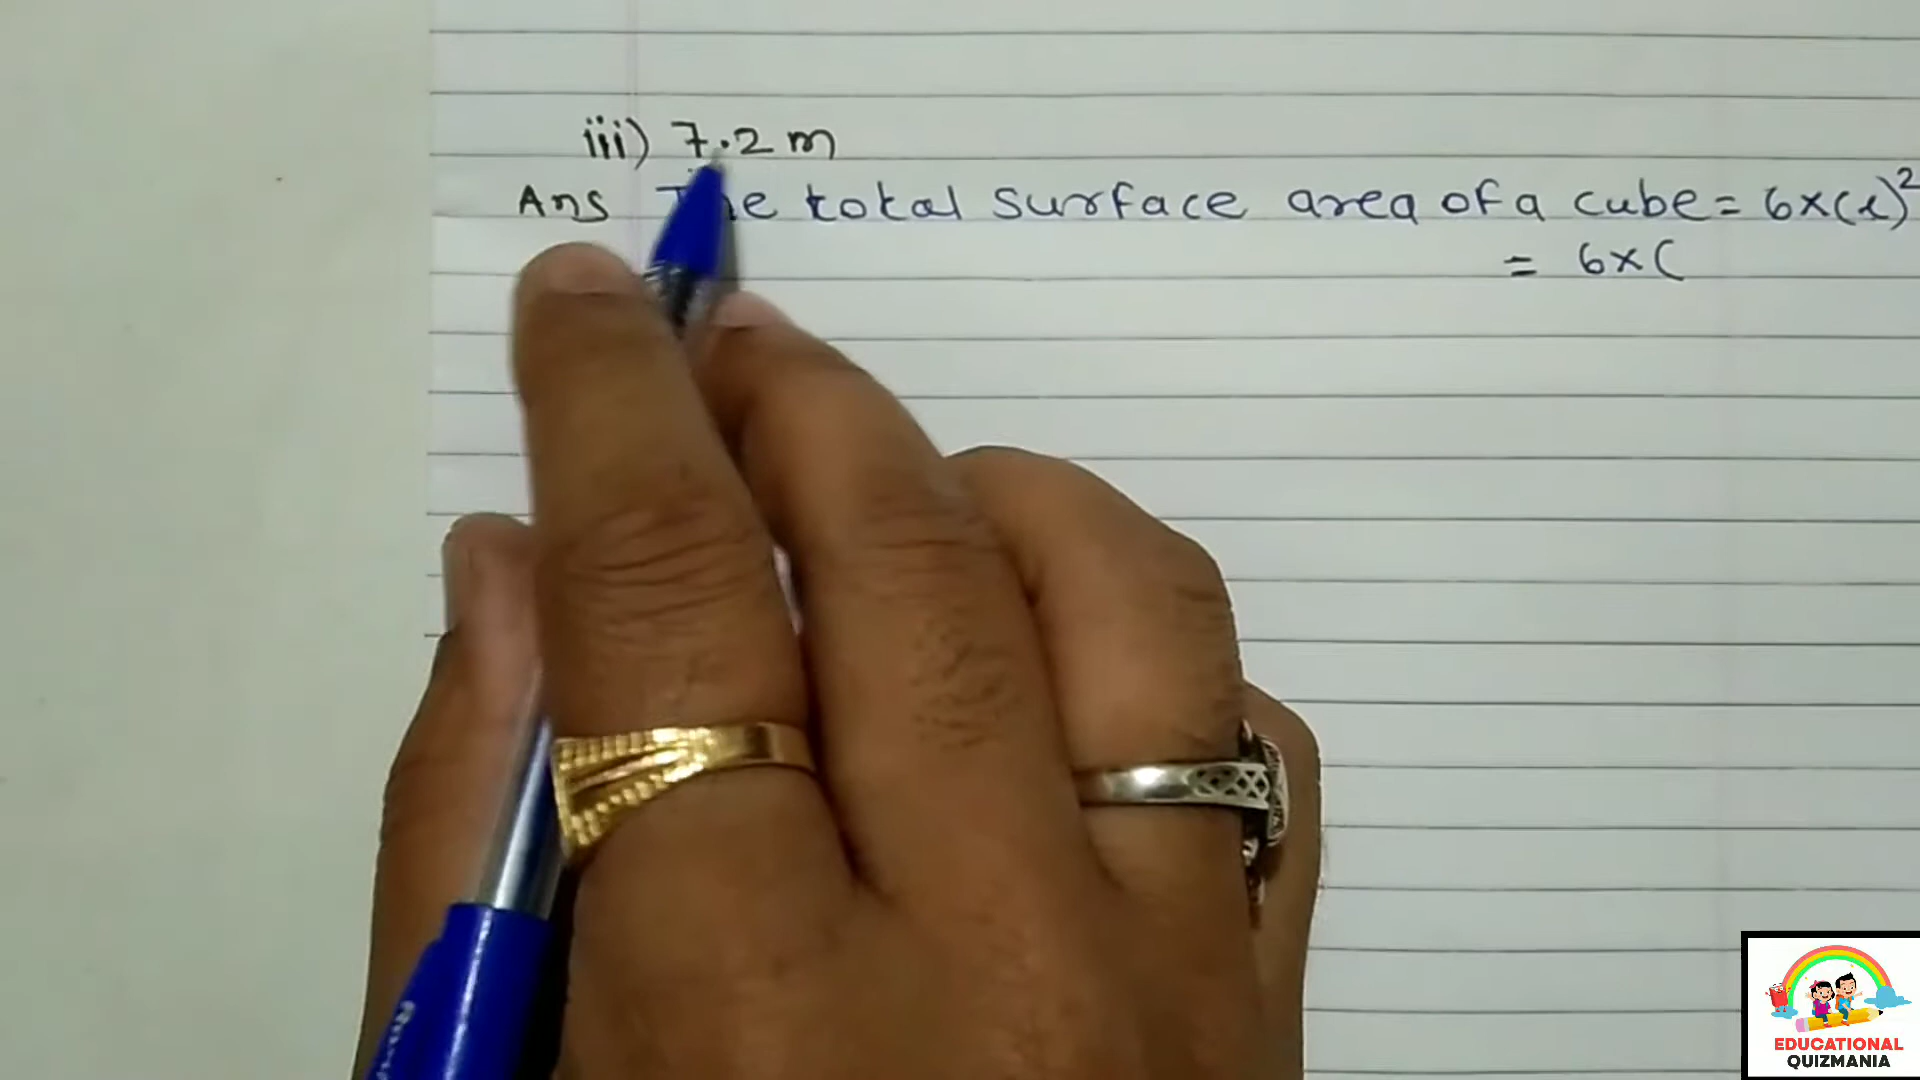 iii) 7.2 m
Ans The total surface area of a cube = 6×(l)²
= 6×(
EDUCATIONAL
QUIZMANIA